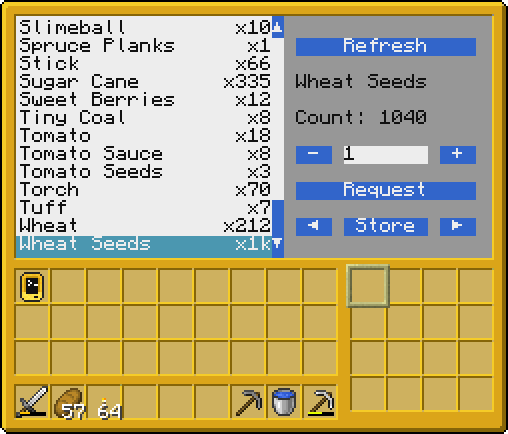 Slimeball x10
Spruce Planks x1
Stick x66
Sugar Cane x335
Sweet Berries x12
Tiny Coal x8
Tomato x18
Tomato Sauce x8
Tomato Seeds x3
Torch x70
Tuff x7
Wheat x212
Wheat Seeds x1k
Refresh
Wheat Seeds
Count: 1040
- 1 +
Request
◄ Store ►
57 64